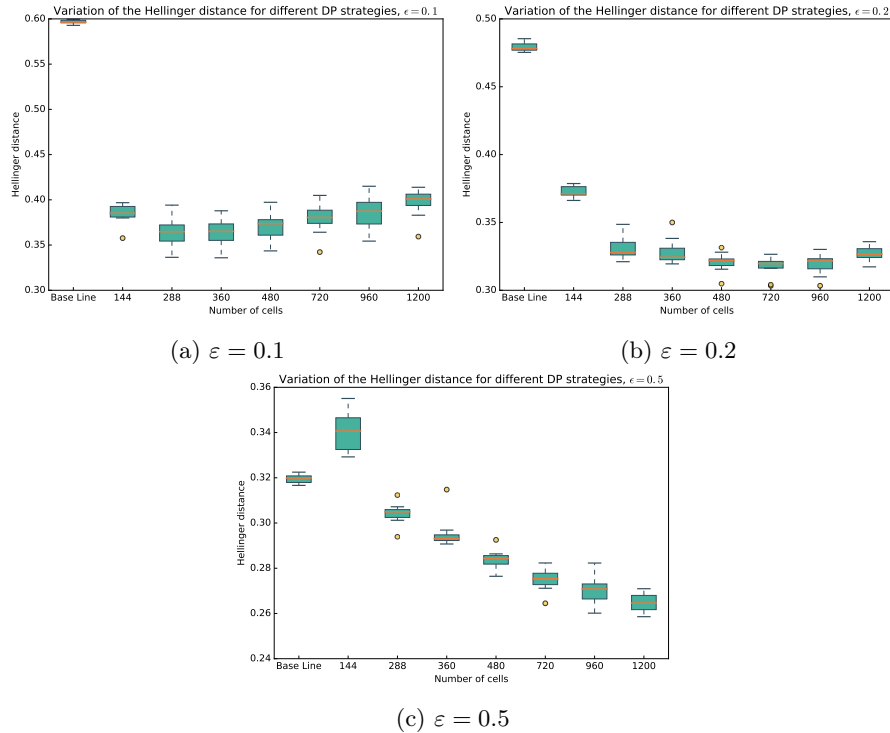 Variation of the Hellinger distance for different DP strategies, ϵ = 0.1
0.60
0.55
0.50
0.45
0.40
0.35
0.30
Hellinger distance
Base Line 144 288 360 480 720 960 1200
Number of cells
(a) ε = 0.1
Variation of the Hellinger distance for different DP strategies, ϵ = 0.2
0.50
0.45
0.40
0.35
0.30
Hellinger distance
Base Line 144 288 360 480 720 960 1200
Number of cells
(b) ε = 0.2
Variation of the Hellinger distance for different DP strategies, ϵ = 0.5
0.36
0.34
0.32
0.30
0.28
0.26
0.24
Hellinger distance
Base Line 144 288 360 480 720 960 1200
Number of cells
(c) ε = 0.5